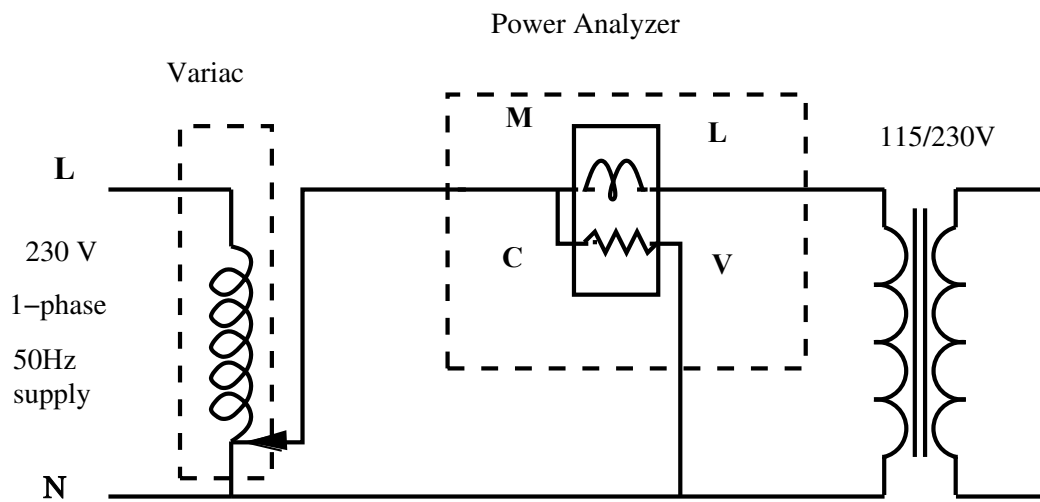 Power Analyzer
Variac
M
L
115/230V
L
230 V
1−phase
50Hz
supply
C
V
N